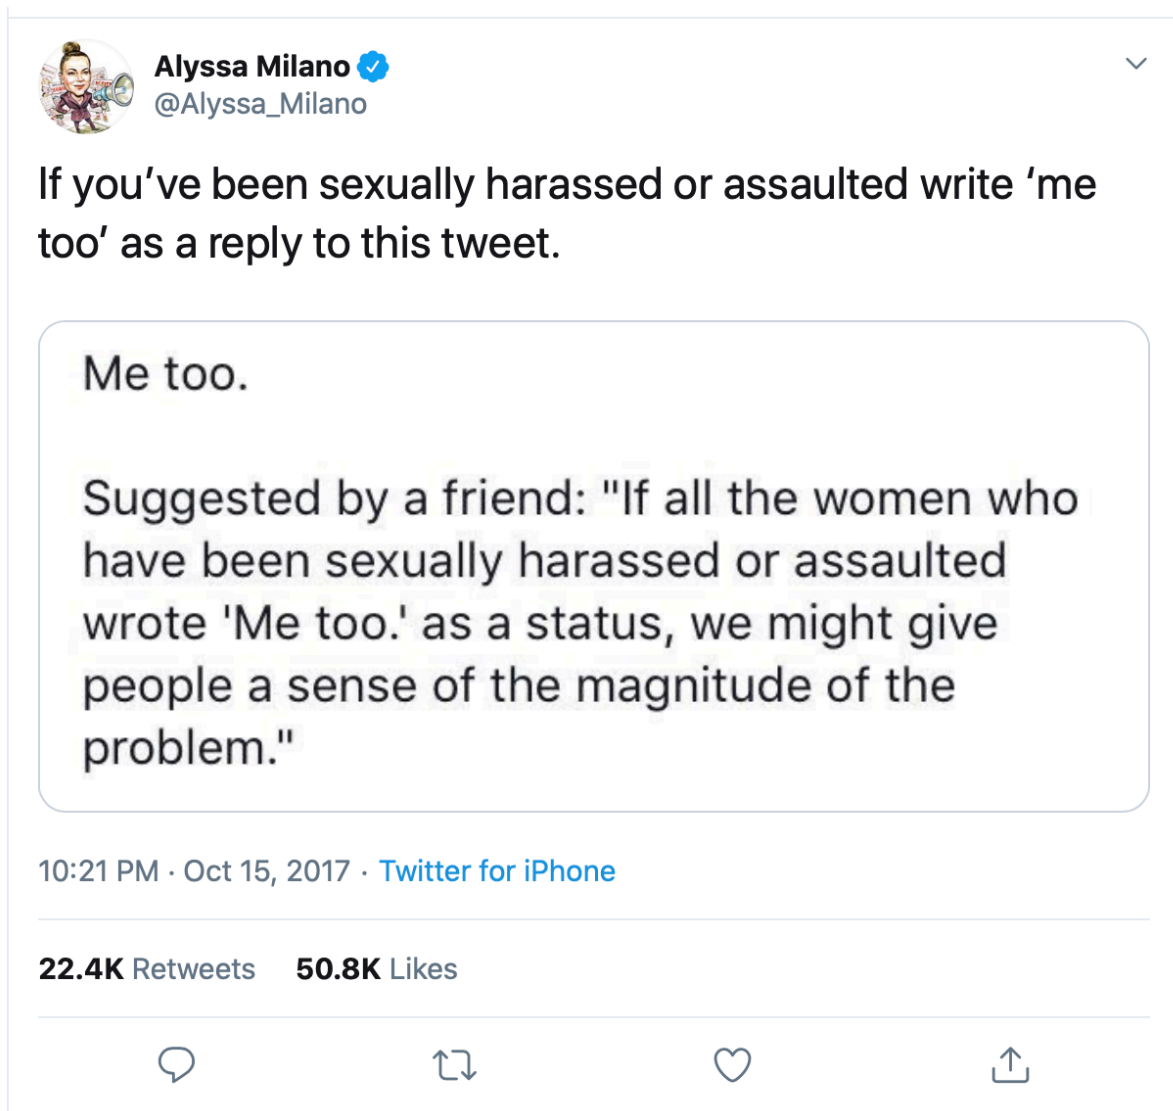 Alyssa Milano
@Alyssa_Milano
If you’ve been sexually harassed or assaulted write ‘me
too’ as a reply to this tweet.
Me too.
Suggested by a friend: "If all the women who
have been sexually harassed or assaulted
wrote 'Me too.' as a status, we might give
people a sense of the magnitude of the
problem."
10:21 PM · Oct 15, 2017 · Twitter for iPhone
22.4K Retweets 50.8K Likes